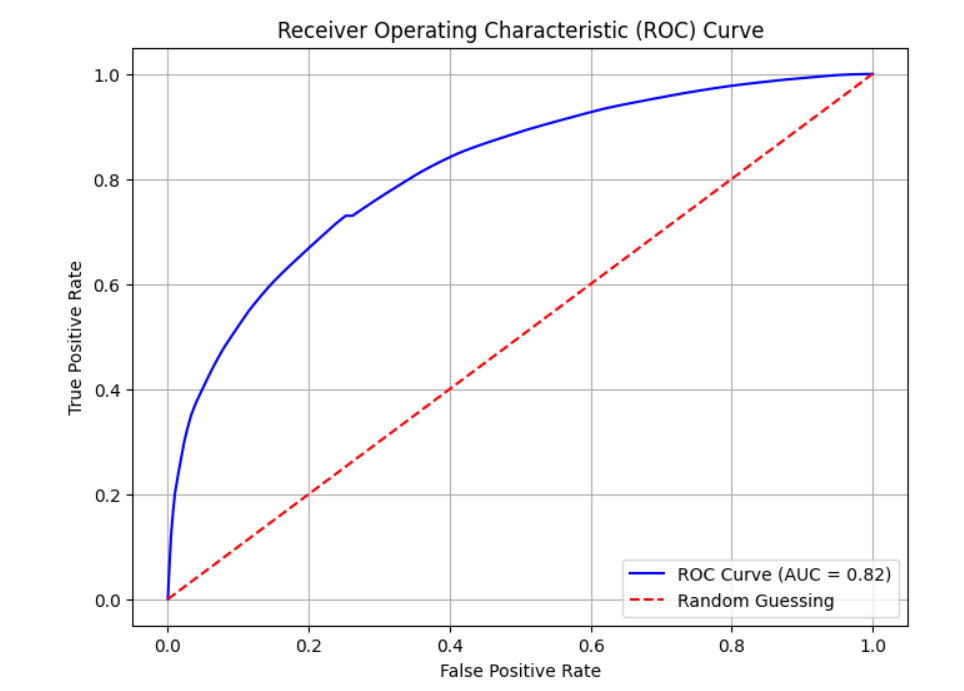 Receiver Operating Characteristic (ROC) Curve
True Positive Rate
1.0
0.8
0.6
0.4
0.2
0.0
ROC Curve (AUC = 0.82)
Random Guessing
0.0 0.2 0.4 0.6 0.8 1.0
False Positive Rate